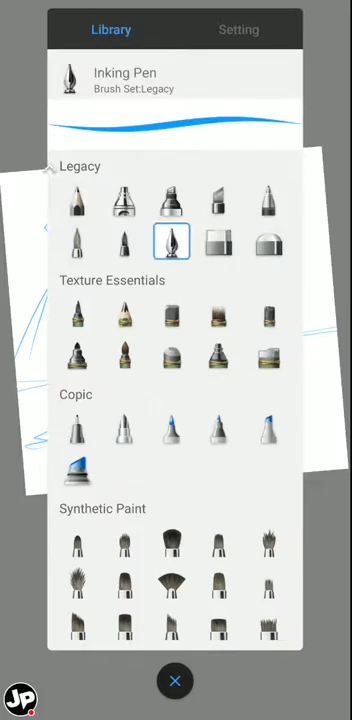 Library
Setting
Inking Pen
Brush Set:Legacy
Legacy
Texture Essentials
Copic
Synthetic Paint
JP